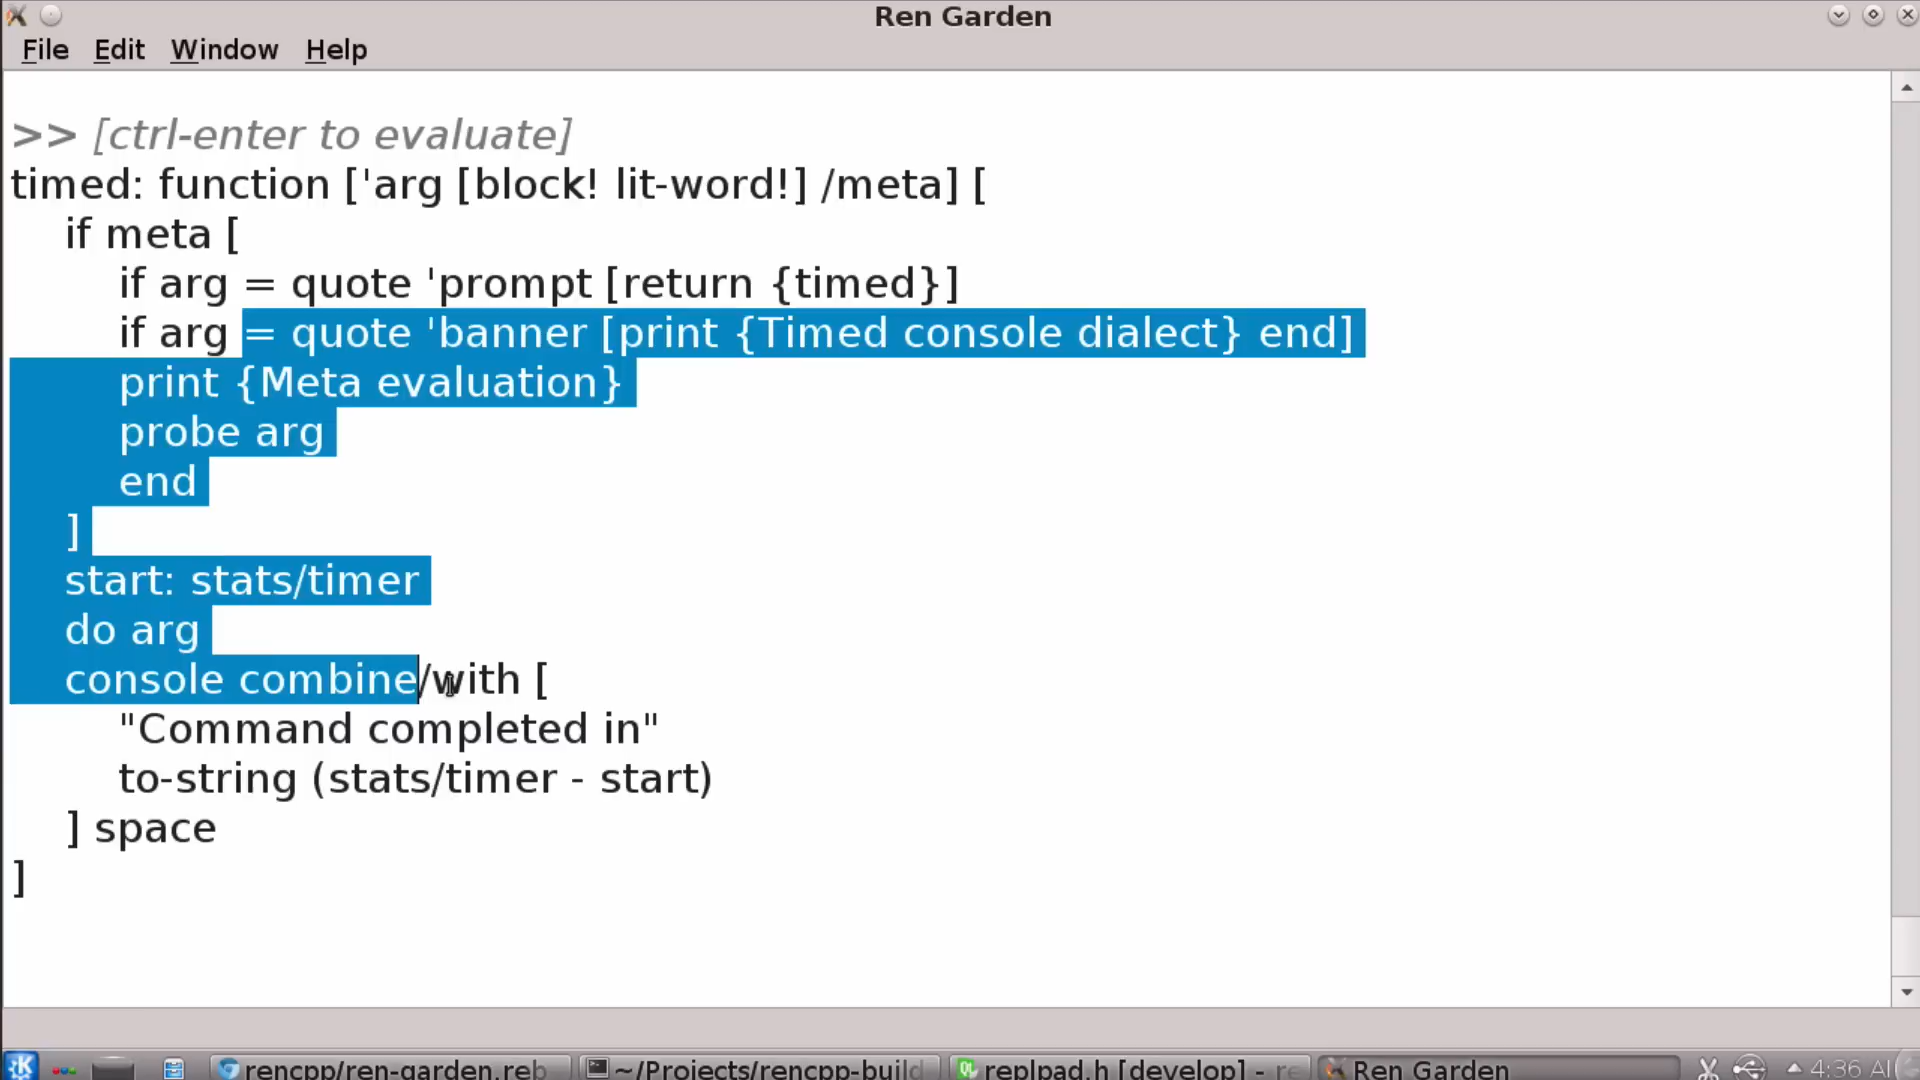 Ren Garden
File Edit Window Help
>> [ctrl-enter to evaluate]
timed: function ['arg [block! lit-word!] /meta] [
if meta [
if arg = quote 'prompt [return {timed}]
if arg = quote 'banner [print {Timed console dialect} end]
print {Meta evaluation}
probe arg
end
]
start: stats/timer
do arg
console combine/with [
"Command completed in"
to-string (stats/timer - start)
] space
]
rencpp/ren-garden.reb ~/Projects/rencpp-build replpad.h [develop] - re Ren Garden 4:36 AM